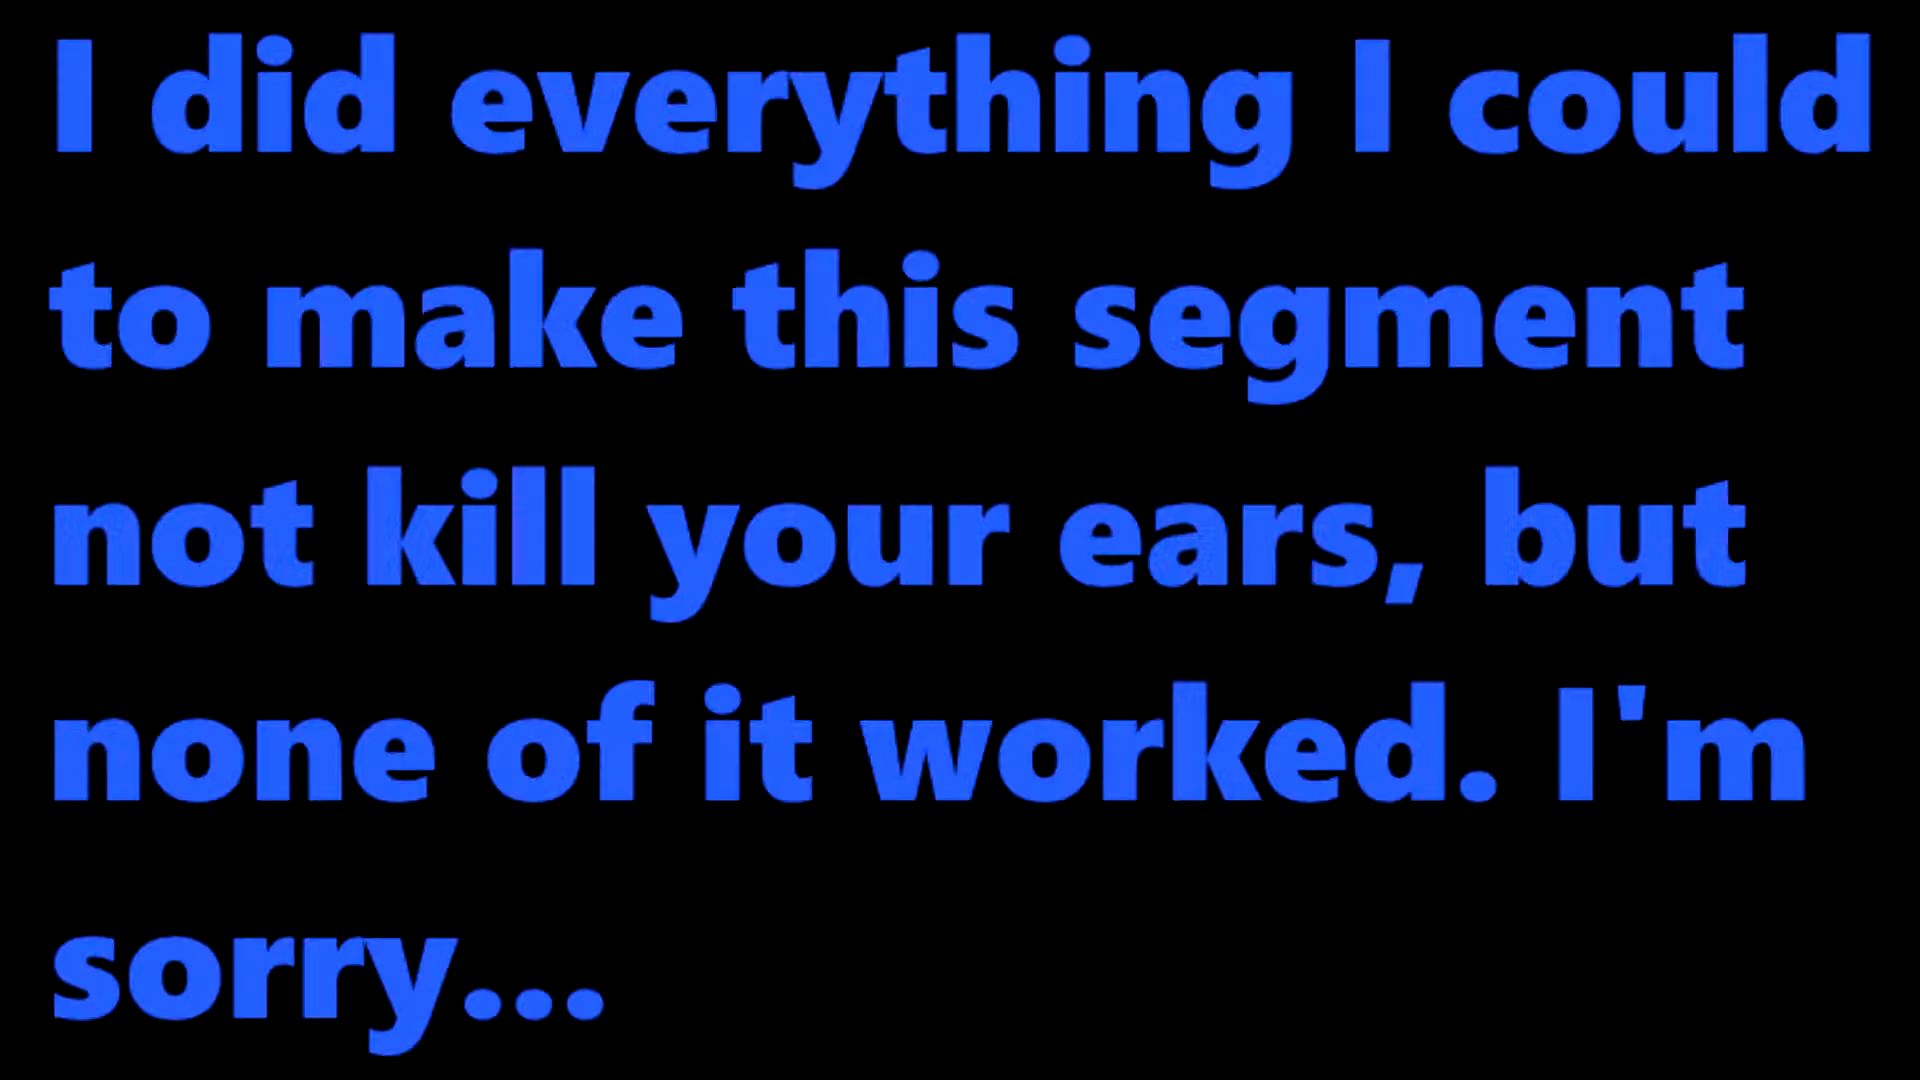 I did everything I could
to make this segment
not kill your ears, but
none of it worked. I'm
sorry...